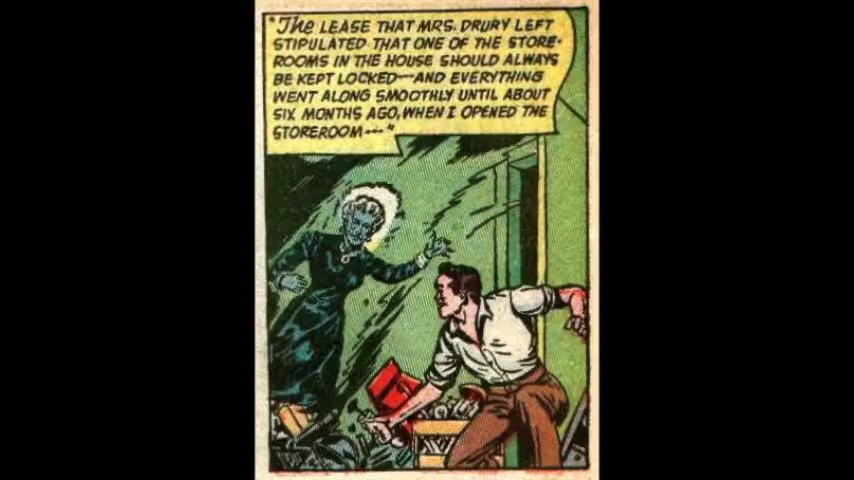 "The LEASE THAT MRS. DRURY LEFT
STIPULATED THAT ONE OF THE STORE-
ROOMS IN THE HOUSE SHOULD ALWAYS
BE KEPT LOCKED---AND EVERYTHING
WENT ALONG SMOOTHLY UNTIL ABOUT
SIX MONTHS AGO, WHEN I OPENED THE
STOREROOM---"